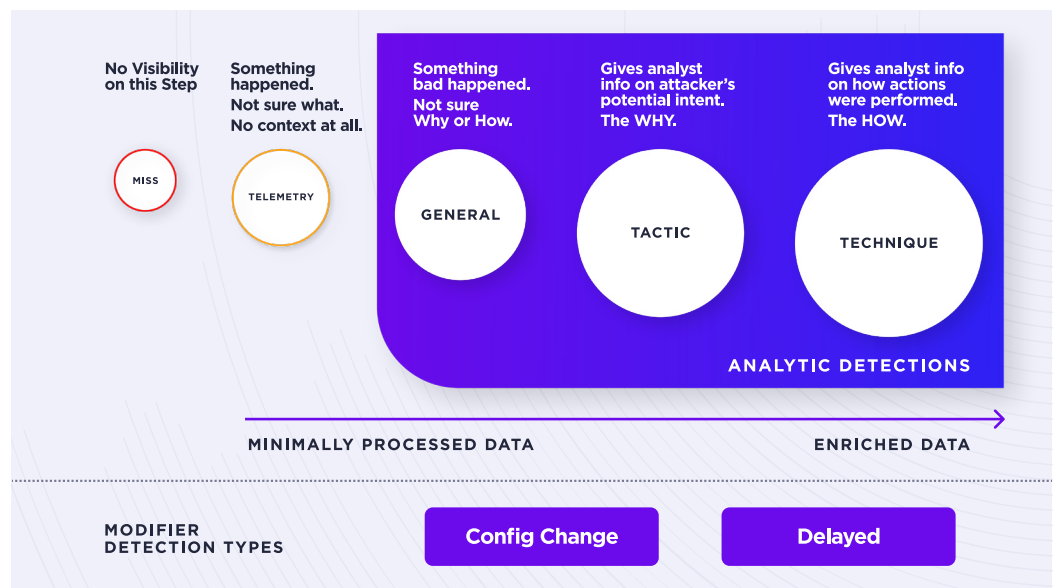 No Visibility
on this Step
MISS
Something
happened.
Not sure what.
No context at all.
TELEMETRY
Something
bad happened.
Not sure
Why or How.
GENERAL
Gives analyst
info on attacker's
potential intent.
The WHY.
TACTIC
Gives analyst info
on how actions
were performed.
The HOW.
TECHNIQUE
ANALYTIC DETECTIONS
MINIMALLY PROCESSED DATA
ENRICHED DATA
MODIFIER
DETECTION TYPES
Config Change
Delayed